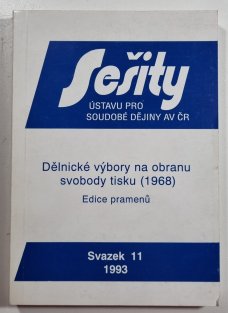 Sešity
ÚSTAVU PRO
SOUDOBÉ DĚJINY AV ČR
Dělnické výbory na obranu
svobody tisku (1968)
Edice pramenů
Svazek 11
1993